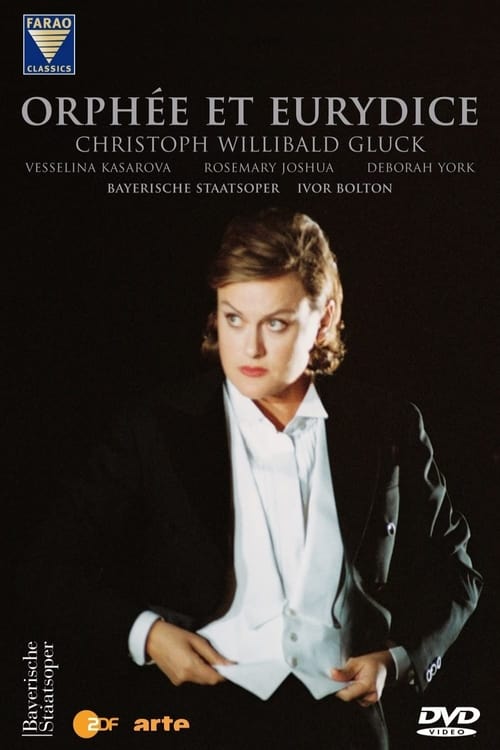 FARAO
CLASSICS
ORPHÉE ET EURYDICE
CHRISTOPH WILLIBALD GLUCK
VESSELINA KASAROVA ROSEMARY JOSHUA DEBORAH YORK
BAYERISCHE STAATSOPER IVOR BOLTON
Bayerische
Staatsoper
ZDF arte
DVD
VIDEO